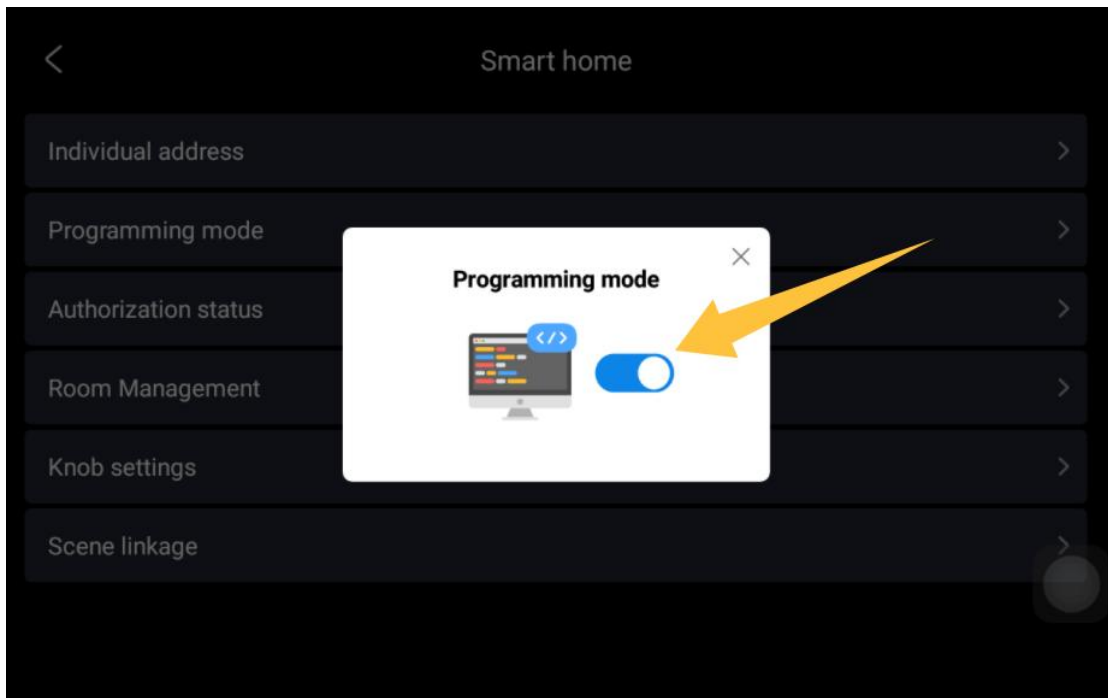 Smart home
Individual address
Programming mode
Programming mode
</>
Authorization status
Room Management
Knob settings
Scene linkage